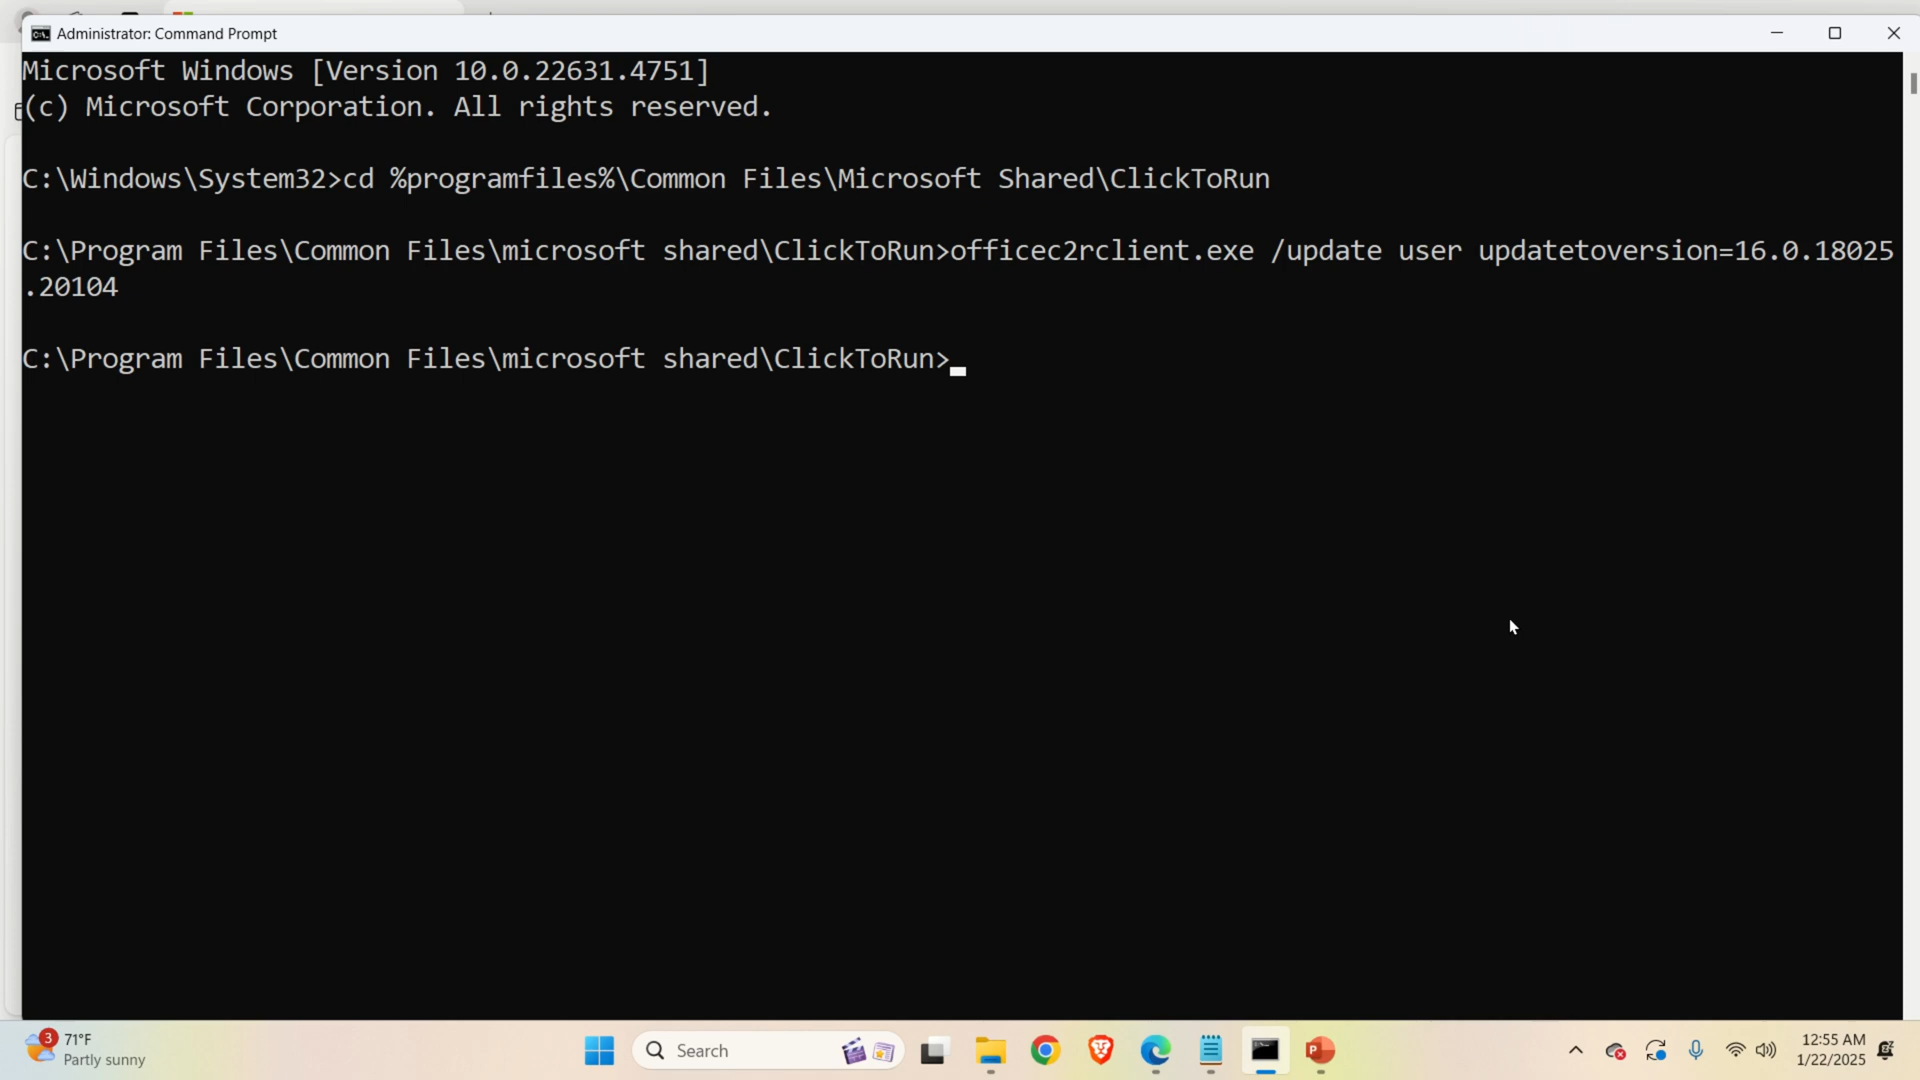 Administrator: Command Prompt
Microsoft Windows [Version 10.0.22631.4751]
(c) Microsoft Corporation. All rights reserved.
C:\Windows\System32>cd %programfiles%\Common Files\Microsoft Shared\ClickToRun
C:\Program Files\Common Files\microsoft shared\ClickToRun>officec2rclient.exe /update user updatetoversion=16.0.18025
.20104
C:\Program Files\Common Files\microsoft shared\ClickToRun>
3
71°F
Partly sunny
Search
12:55 AM
1/22/2025